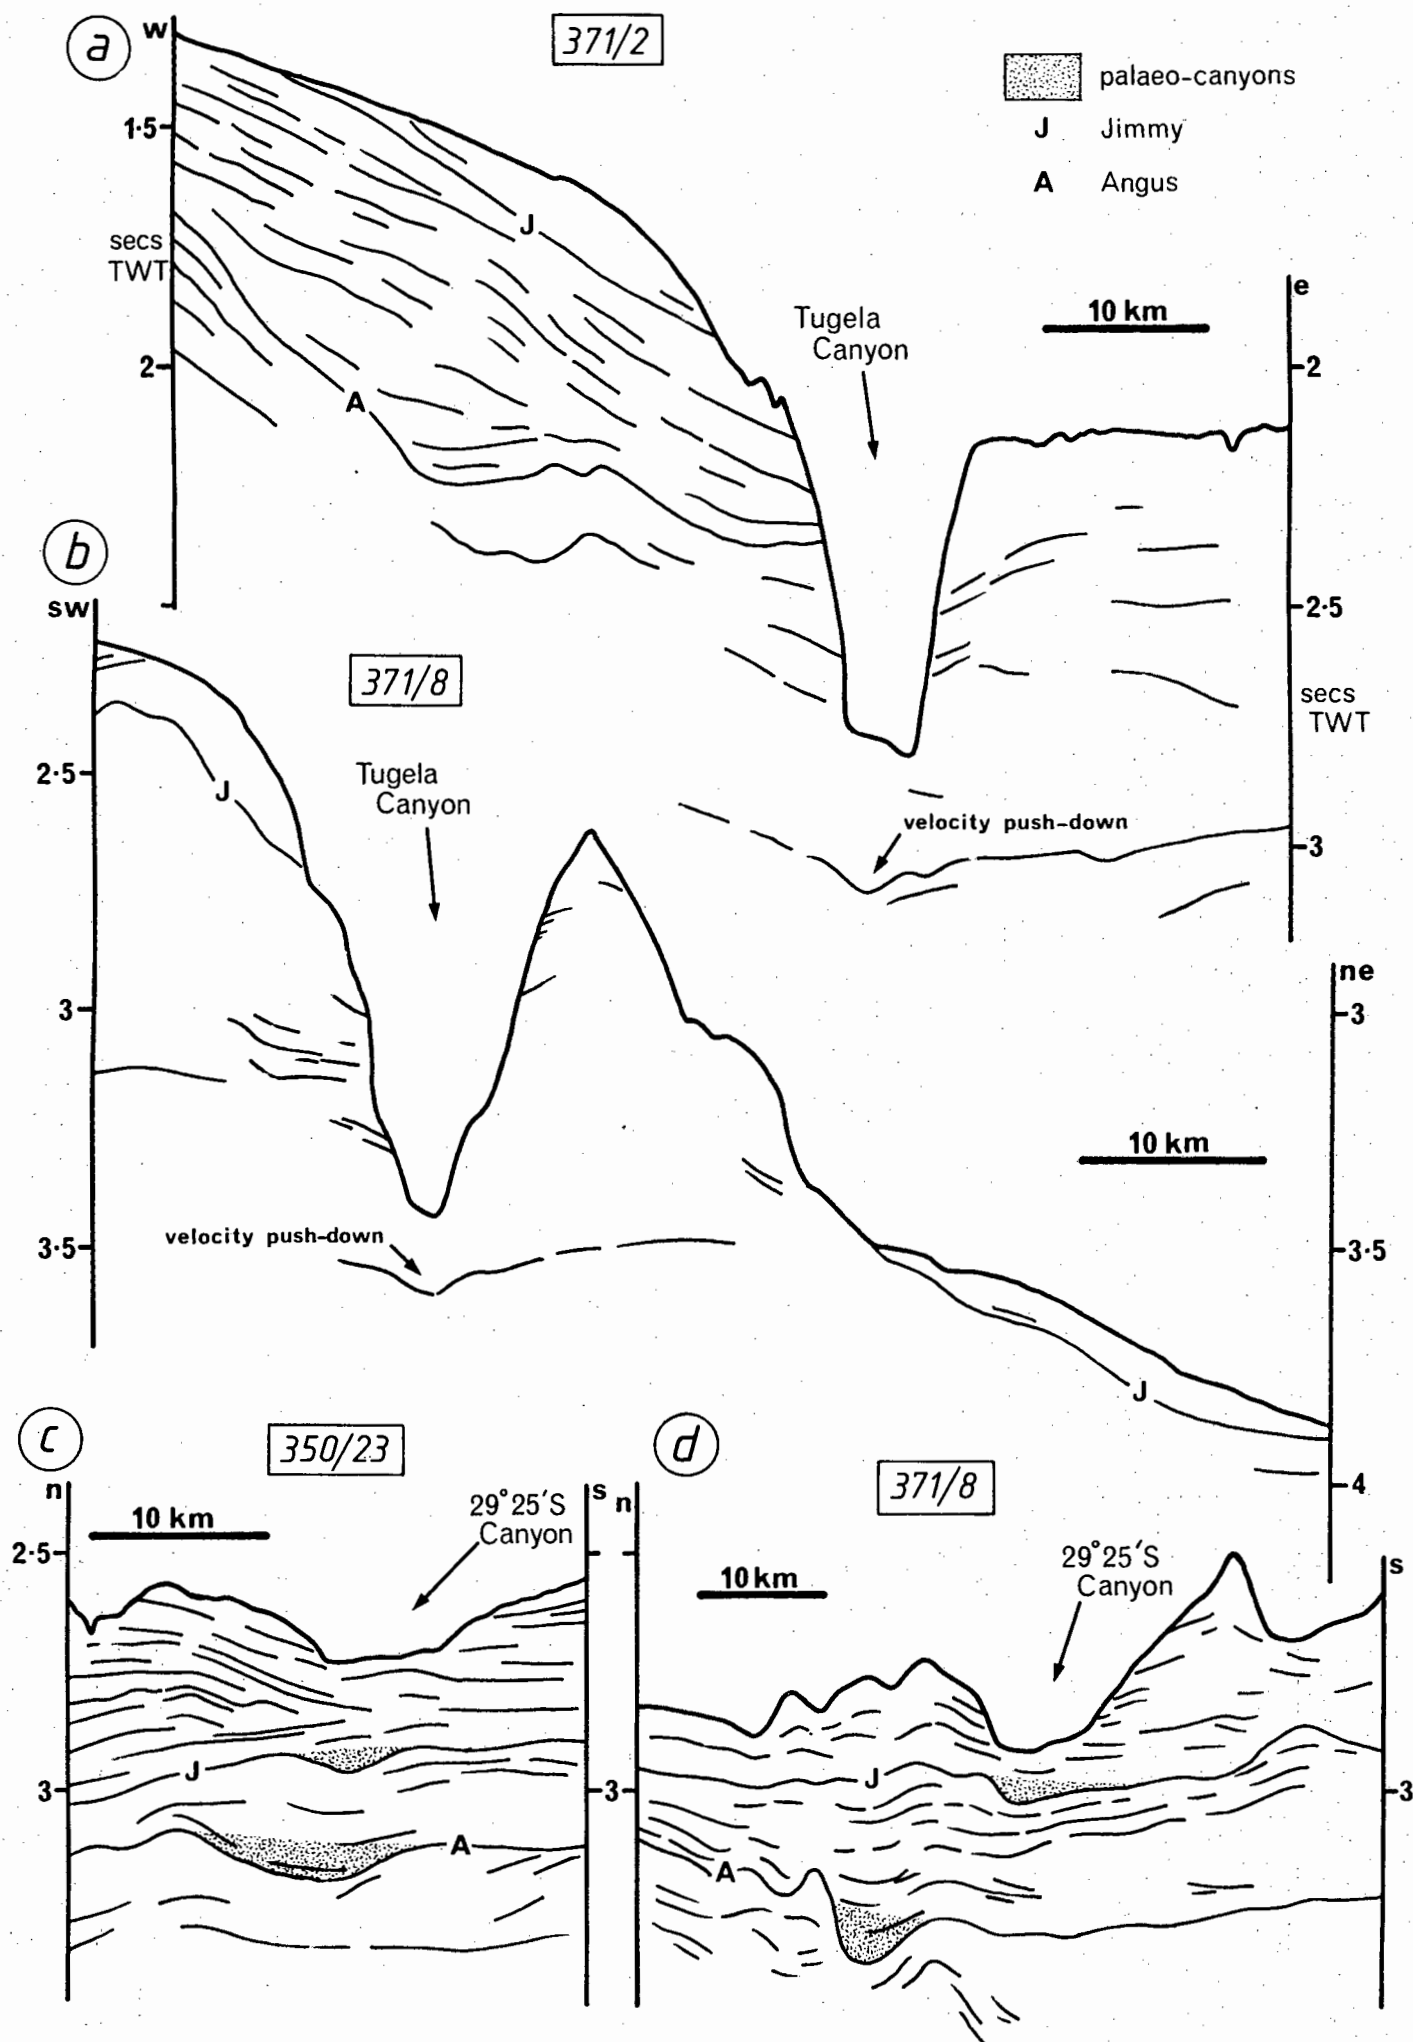 a
w
371/2
palaeo-canyons
J Jimmy
A Angus
1·5
secs
TWT
2
J
A
Tugela
Canyon
10 km
e
2
2·5
secs
TWT
3
velocity push-down
b
sw
371/8
2·5
J
Tugela
Canyon
3
3·5
velocity push-down
ne
3
10 km
3·5
J
4
c
350/23
n
s
10 km
29°25'S
Canyon
2·5
3
J
A
d
371/8
n
s
10 km
29°25'S
Canyon
3
J
A
3